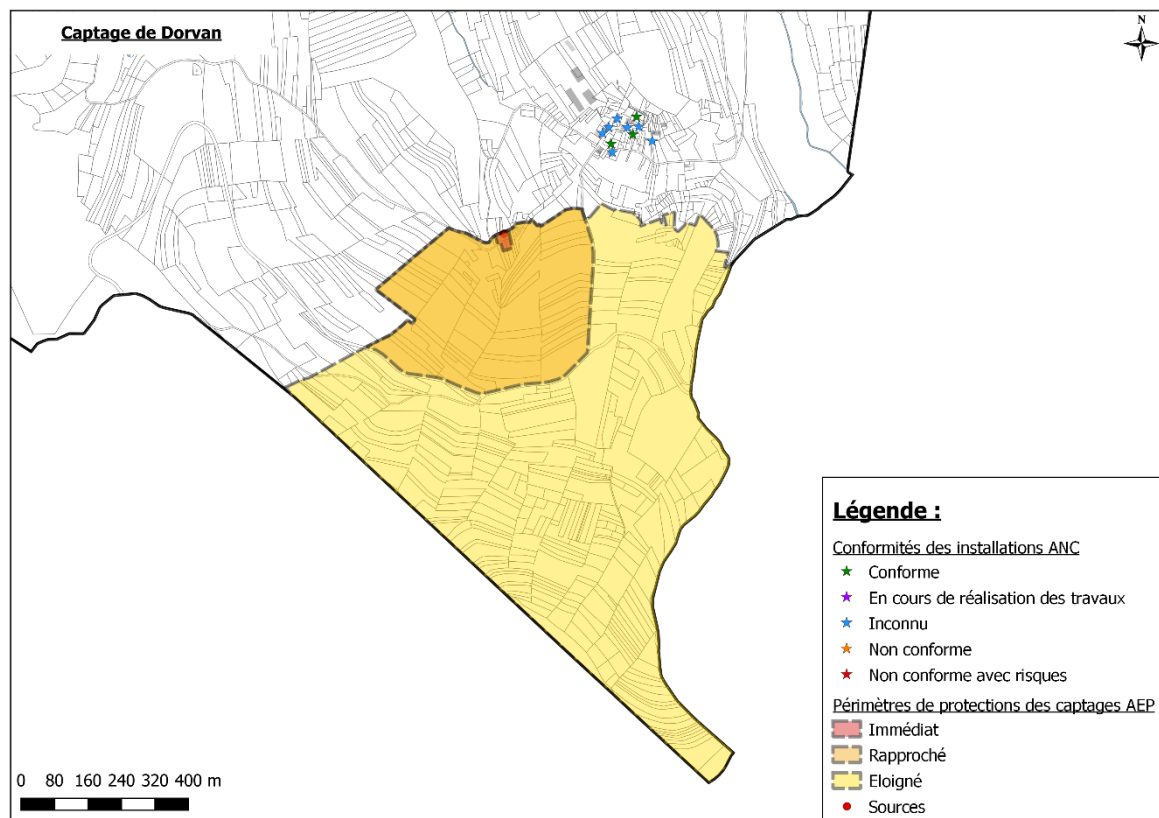 Captage de Dorvan
N
Légende :
Conformités des installations ANC
Conforme
En cours de réalisation des travaux
Inconnu
Non conforme
Non conforme avec risques
Périmètres de protections des captages AEP
Immédiat
Rapproché
Eloigné
Sources
0 80 160 240 320 400 m